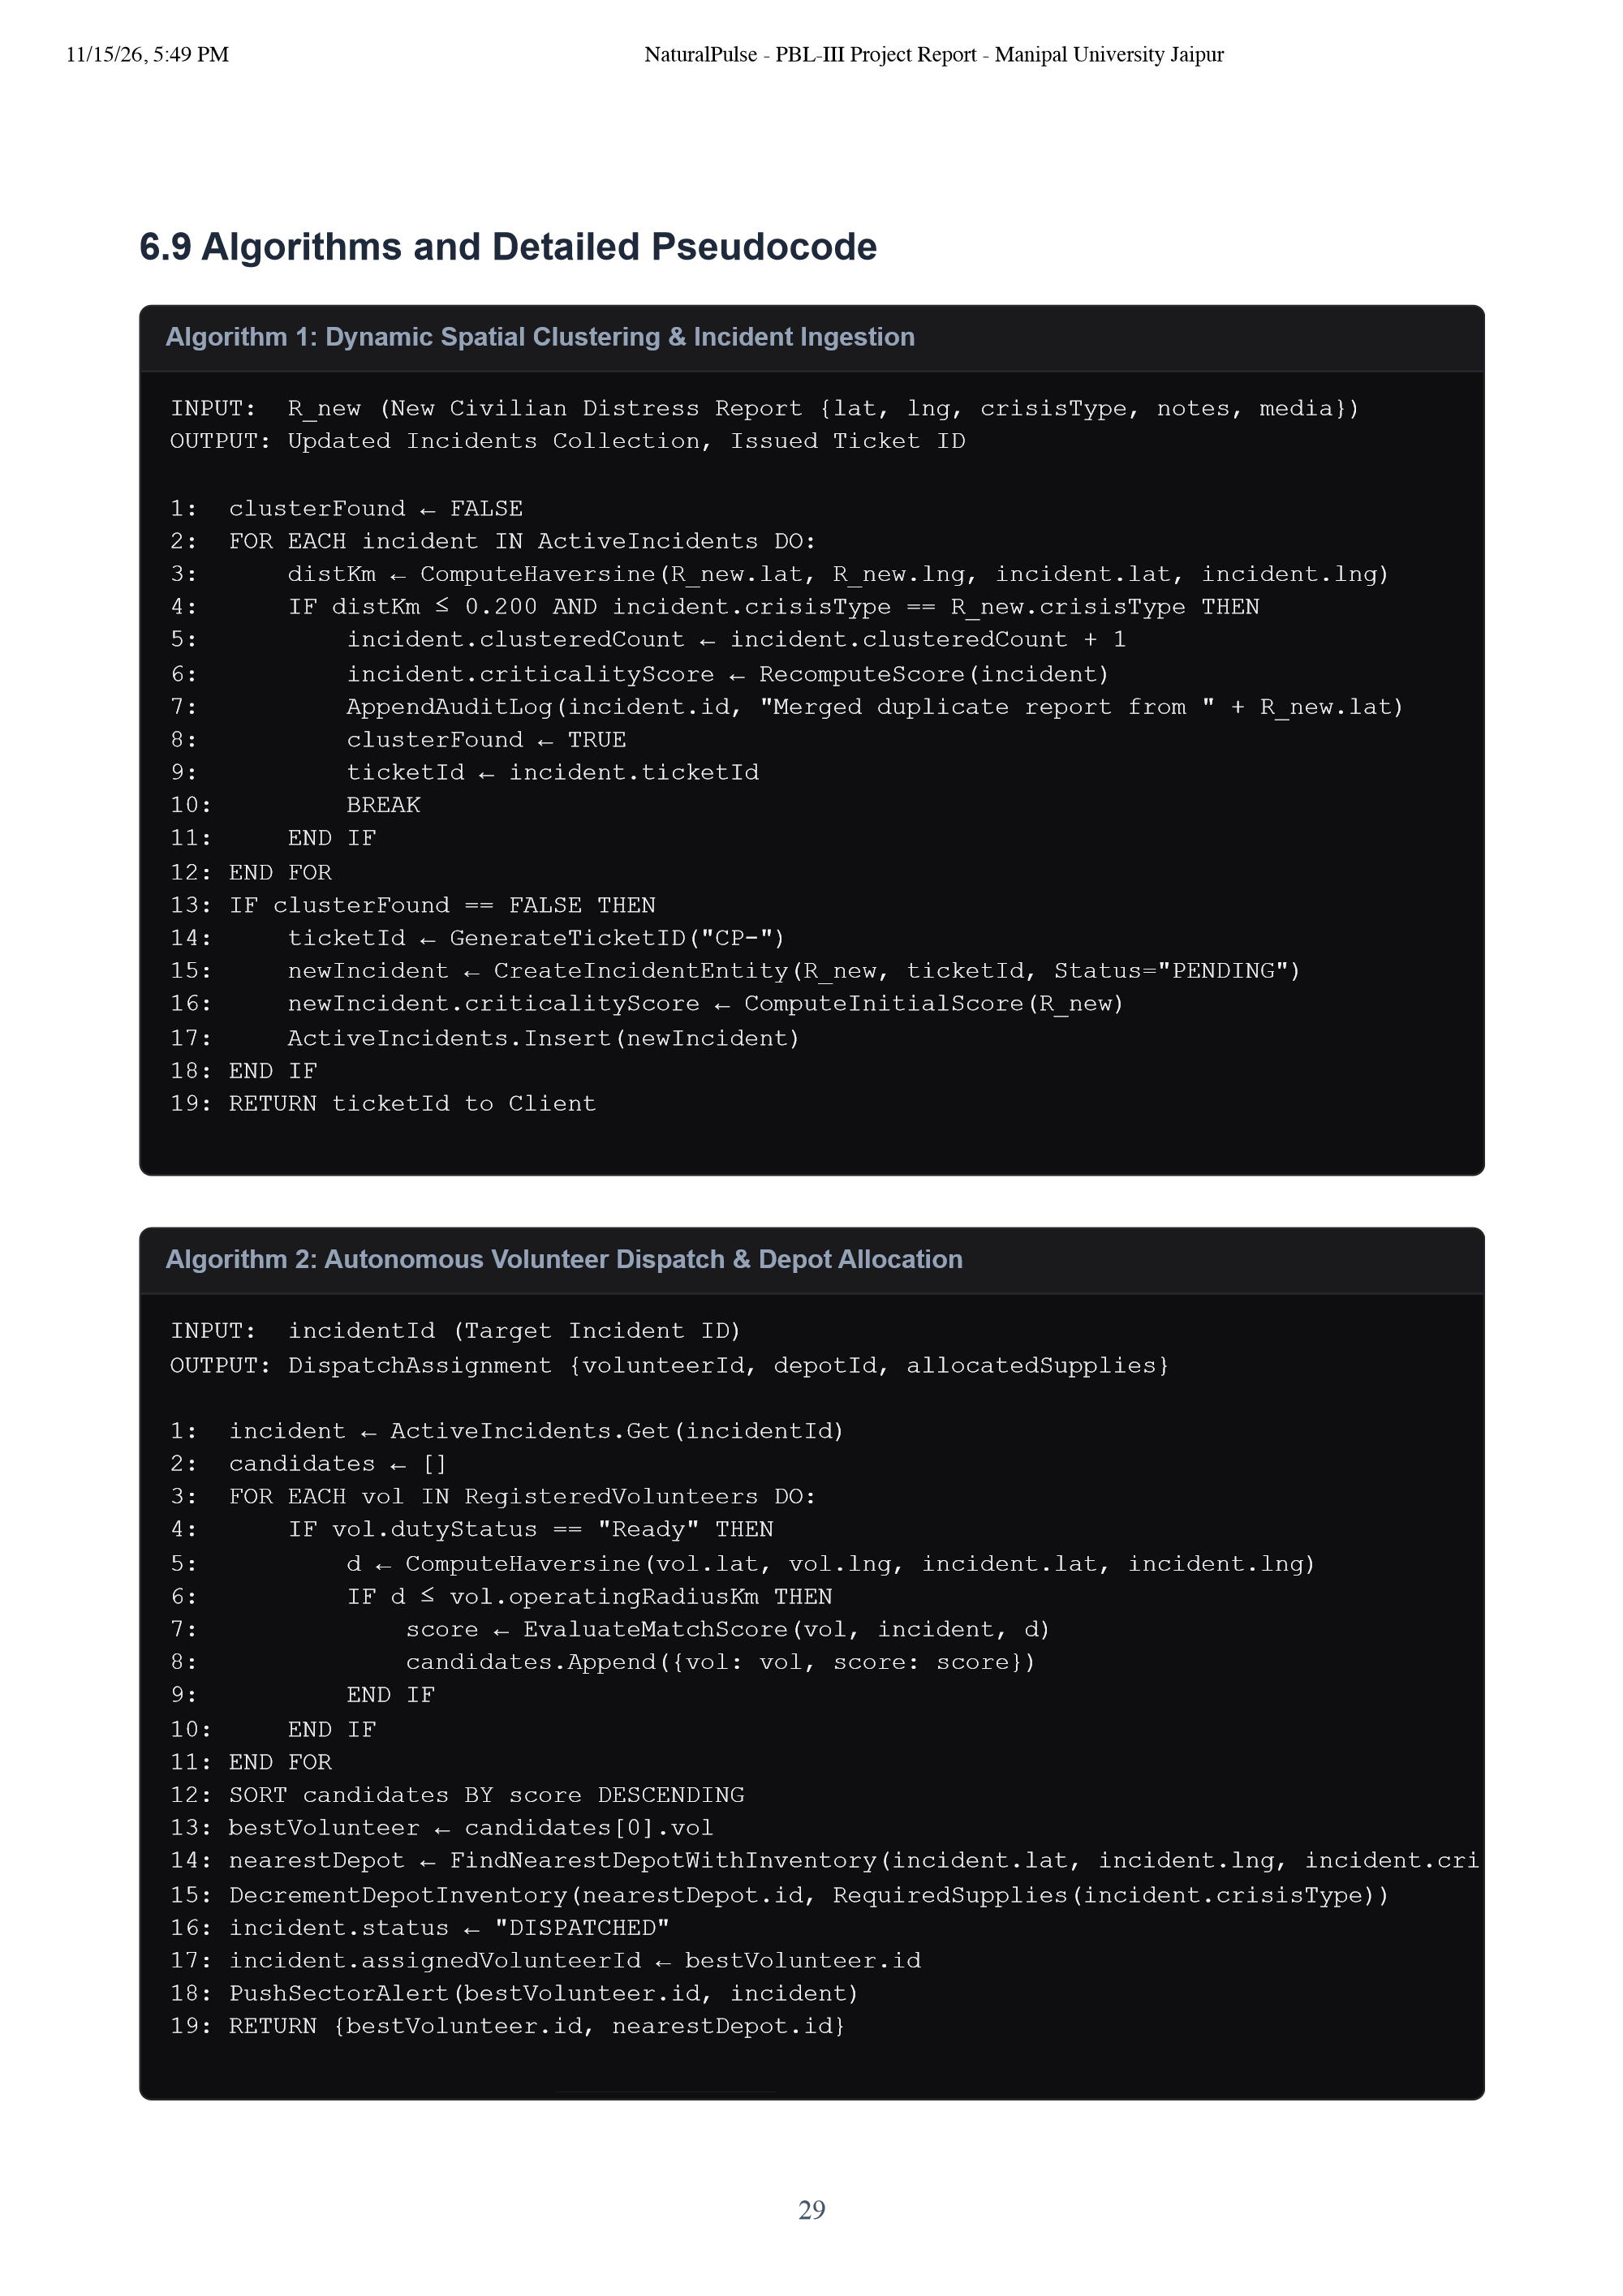 11/15/26, 5:49 PM NaturalPulse - PBL-III Project Report - Manipal University Jaipur
6.9 Algorithms and Detailed Pseudocode
Algorithm 1: Dynamic Spatial Clustering & Incident Ingestion
INPUT:  R_new (New Civilian Distress Report {lat, lng, crisisType, notes, media})
OUTPUT: Updated Incidents Collection, Issued Ticket ID
1:  clusterFound ← FALSE
2:  FOR EACH incident IN ActiveIncidents DO:
3:      distKm ← ComputeHaversine(R_new.lat, R_new.lng, incident.lat, incident.lng)
4:      IF distKm ≤ 0.200 AND incident.crisisType == R_new.crisisType THEN
5:          incident.clusteredCount ← incident.clusteredCount + 1
6:          incident.criticalityScore ← RecomputeScore(incident)
7:          AppendAuditLog(incident.id, "Merged duplicate report from " + R_new.lat)
8:          clusterFound ← TRUE
9:          ticketId ← incident.ticketId
10:         BREAK
11:     END IF
12: END FOR
13: IF clusterFound == FALSE THEN
14:     ticketId ← GenerateTicketID("CP-")
15:     newIncident ← CreateIncidentEntity(R_new, ticketId, Status="PENDING")
16:     newIncident.criticalityScore ← ComputeInitialScore(R_new)
17:     ActiveIncidents.Insert(newIncident)
18: END IF
19: RETURN ticketId to Client
Algorithm 2: Autonomous Volunteer Dispatch & Depot Allocation
INPUT:  incidentId (Target Incident ID)
OUTPUT: DispatchAssignment {volunteerId, depotId, allocatedSupplies}
1:  incident ← ActiveIncidents.Get(incidentId)
2:  candidates ← []
3:  FOR EACH vol IN RegisteredVolunteers DO:
4:      IF vol.dutyStatus == "Ready" THEN
5:          d ← ComputeHaversine(vol.lat, vol.lng, incident.lat, incident.lng)
6:          IF d ≤ vol.operatingRadiusKm THEN
7:              score ← EvaluateMatchScore(vol, incident, d)
8:              candidates.Append({vol: vol, score: score})
9:          END IF
10:     END IF
11: END FOR
12: SORT candidates BY score DESCENDING
13: bestVolunteer ← candidates[0].vol
14: nearestDepot ← FindNearestDepotWithInventory(incident.lat, incident.lng, incident.cri
15: DecrementDepotInventory(nearestDepot.id, RequiredSupplies(incident.crisisType))
16: incident.status ← "DISPATCHED"
17: incident.assignedVolunteerId ← bestVolunteer.id
18: PushSectorAlert(bestVolunteer.id, incident)
19: RETURN {bestVolunteer.id, nearestDepot.id}
29